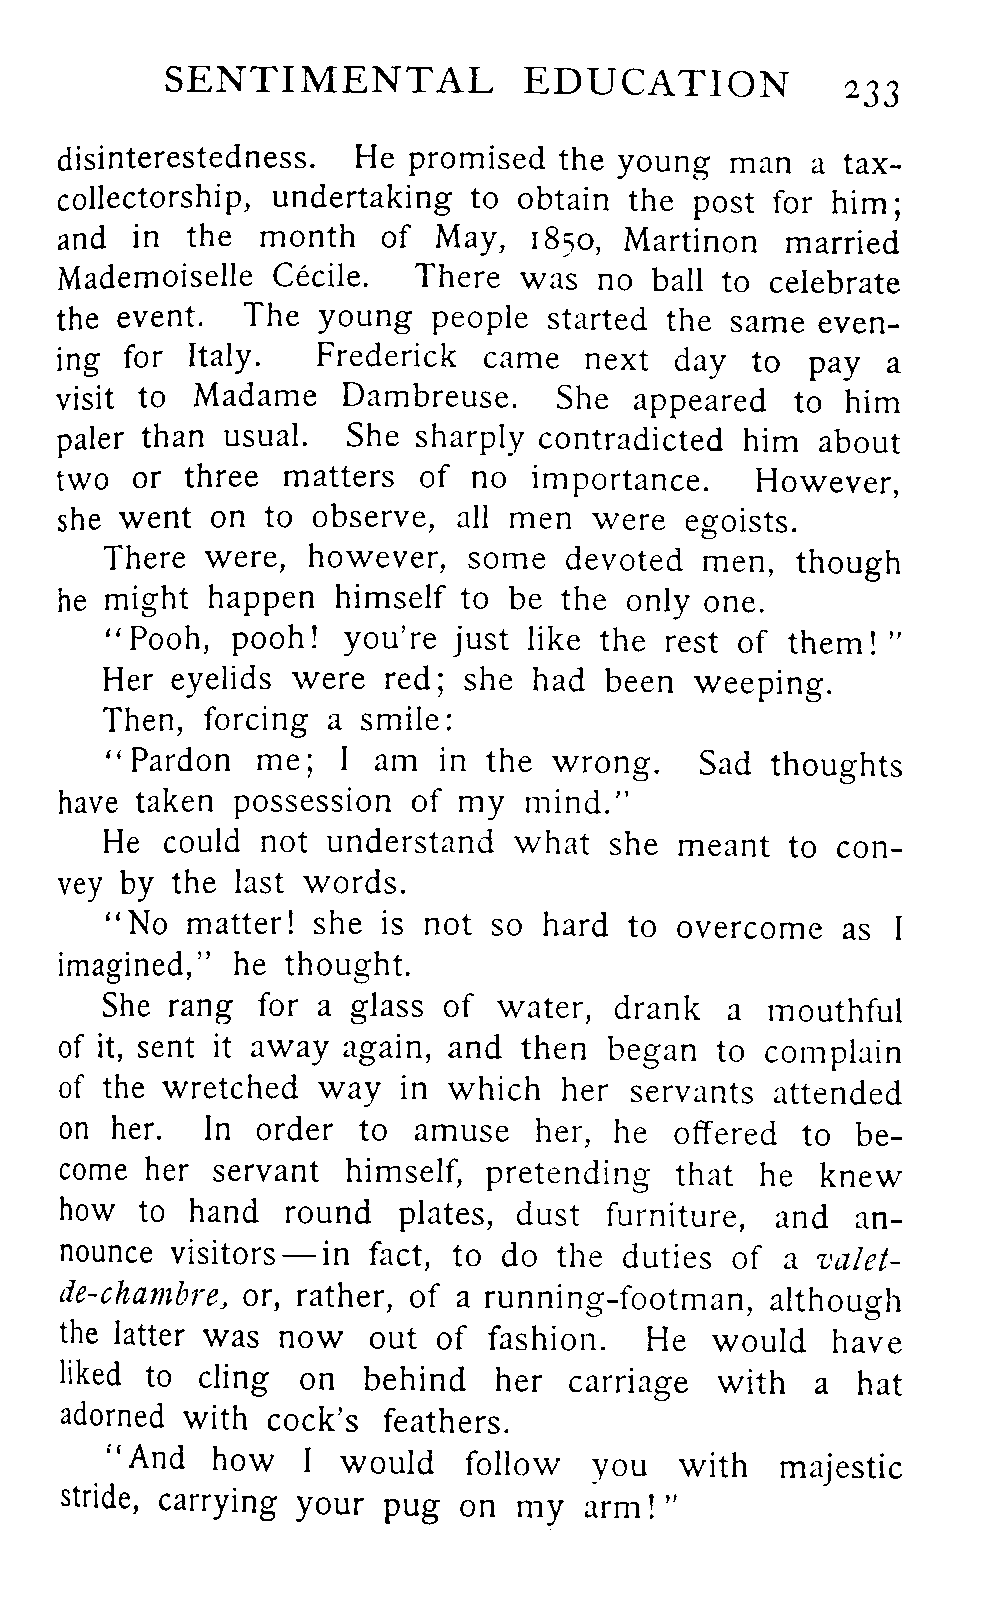 SENTIMENTAL EDUCATION 233
disinterestedness. He promised the young man a tax-
collectorship, undertaking to obtain the post for him;
and in the month of May, 1850, Martinon married
Mademoiselle Cécile. There was no ball to celebrate
the event. The young people started the same even-
ing for Italy. Frederick came next day to pay a
visit to Madame Dambreuse. She appeared to him
paler than usual. She sharply contradicted him about
two or three matters of no importance. However,
she went on to observe, all men were egoists.
There were, however, some devoted men, though
he might happen himself to be the only one.
"Pooh, pooh! you're just like the rest of them!"
Her eyelids were red; she had been weeping.
Then, forcing a smile:
"Pardon me; I am in the wrong. Sad thoughts
have taken possession of my mind."
He could not understand what she meant to con-
vey by the last words.
"No matter! she is not so hard to overcome as I
imagined," he thought.
She rang for a glass of water, drank a mouthful
of it, sent it away again, and then began to complain
of the wretched way in which her servants attended
on her. In order to amuse her, he offered to be-
come her servant himself, pretending that he knew
how to hand round plates, dust furniture, and an-
nounce visitors—in fact, to do the duties of a valet-
de-chambre, or, rather, of a running-footman, although
the latter was now out of fashion. He would have
liked to cling on behind her carriage with a hat
adorned with cock's feathers.
"And how I would follow you with majestic
stride, carrying your pug on my arm!"